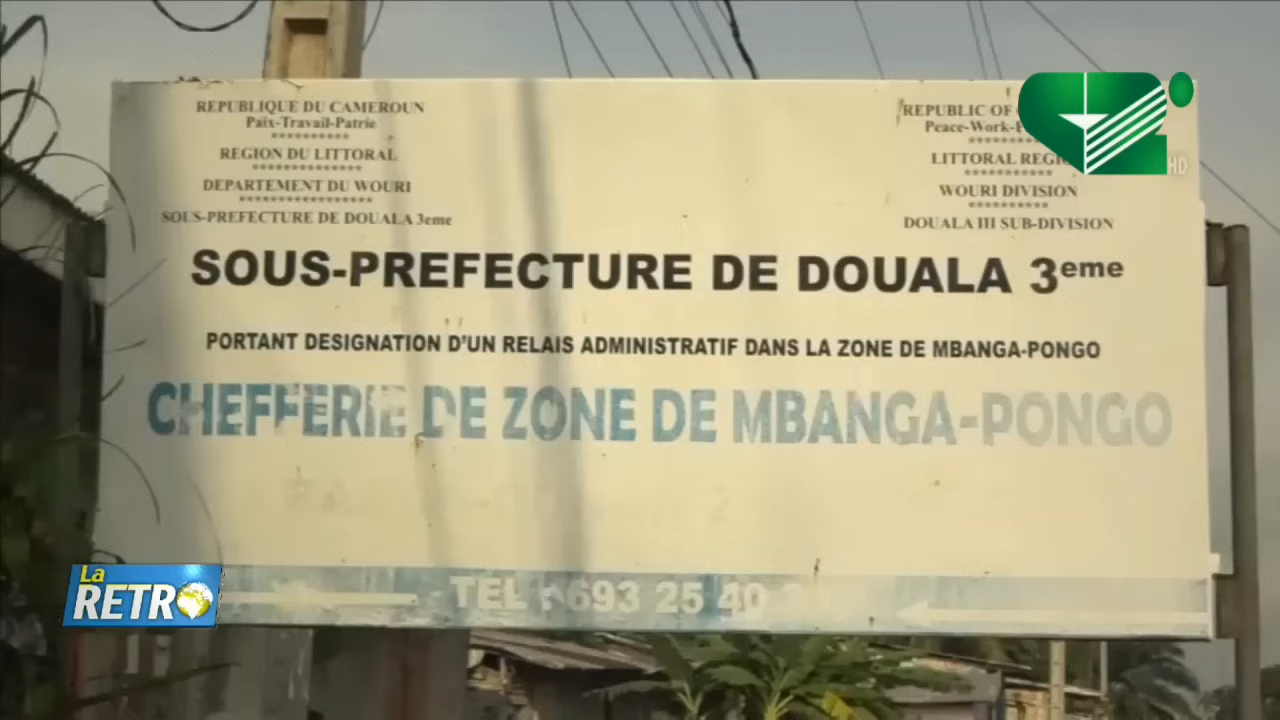 REPUBLIQUE DU CAMEROUN
Paix-Travail-Patrie
**********
REGION DU LITTORAL
**************
DEPARTEMENT DU WOURI
*****************
SOUS-PREFECTURE DE DOUALA 3eme
REPUBLIC OF
Peace-Work-
LITTORAL
**********
WOURI DIVISION
**********
DOUALA III SUB-DIVISION
HD
SOUS-PREFECTURE DE DOUALA 3eme
PORTANT DESIGNATION D'UN RELAIS ADMINISTRATIF DANS LA ZONE DE MBANGA-PONGO
CHEFFERIE DE ZONE DE MBANGA-PONGO
TEL : 693 25 40
La
RETRO